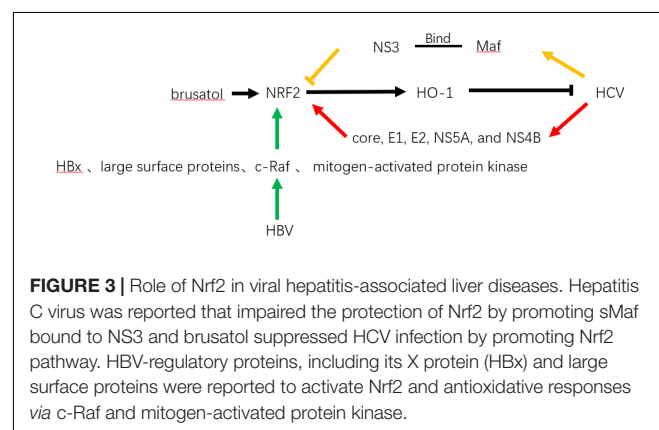 NS3 Bind Maf
brusatol NRF2 HO-1 HCV
core, E1, E2, NS5A, and NS4B
HBx 、large surface proteins、c-Raf 、 mitogen-activated protein kinase
HBV
FIGURE 3 | Role of Nrf2 in viral hepatitis-associated liver diseases. Hepatitis
C virus was reported that impaired the protection of Nrf2 by promoting sMaf
bound to NS3 and brusatol suppressed HCV infection by promoting Nrf2
pathway. HBV-regulatory proteins, including its X protein (HBx) and large
surface proteins were reported to activate Nrf2 and antioxidative responses
via c-Raf and mitogen-activated protein kinase.